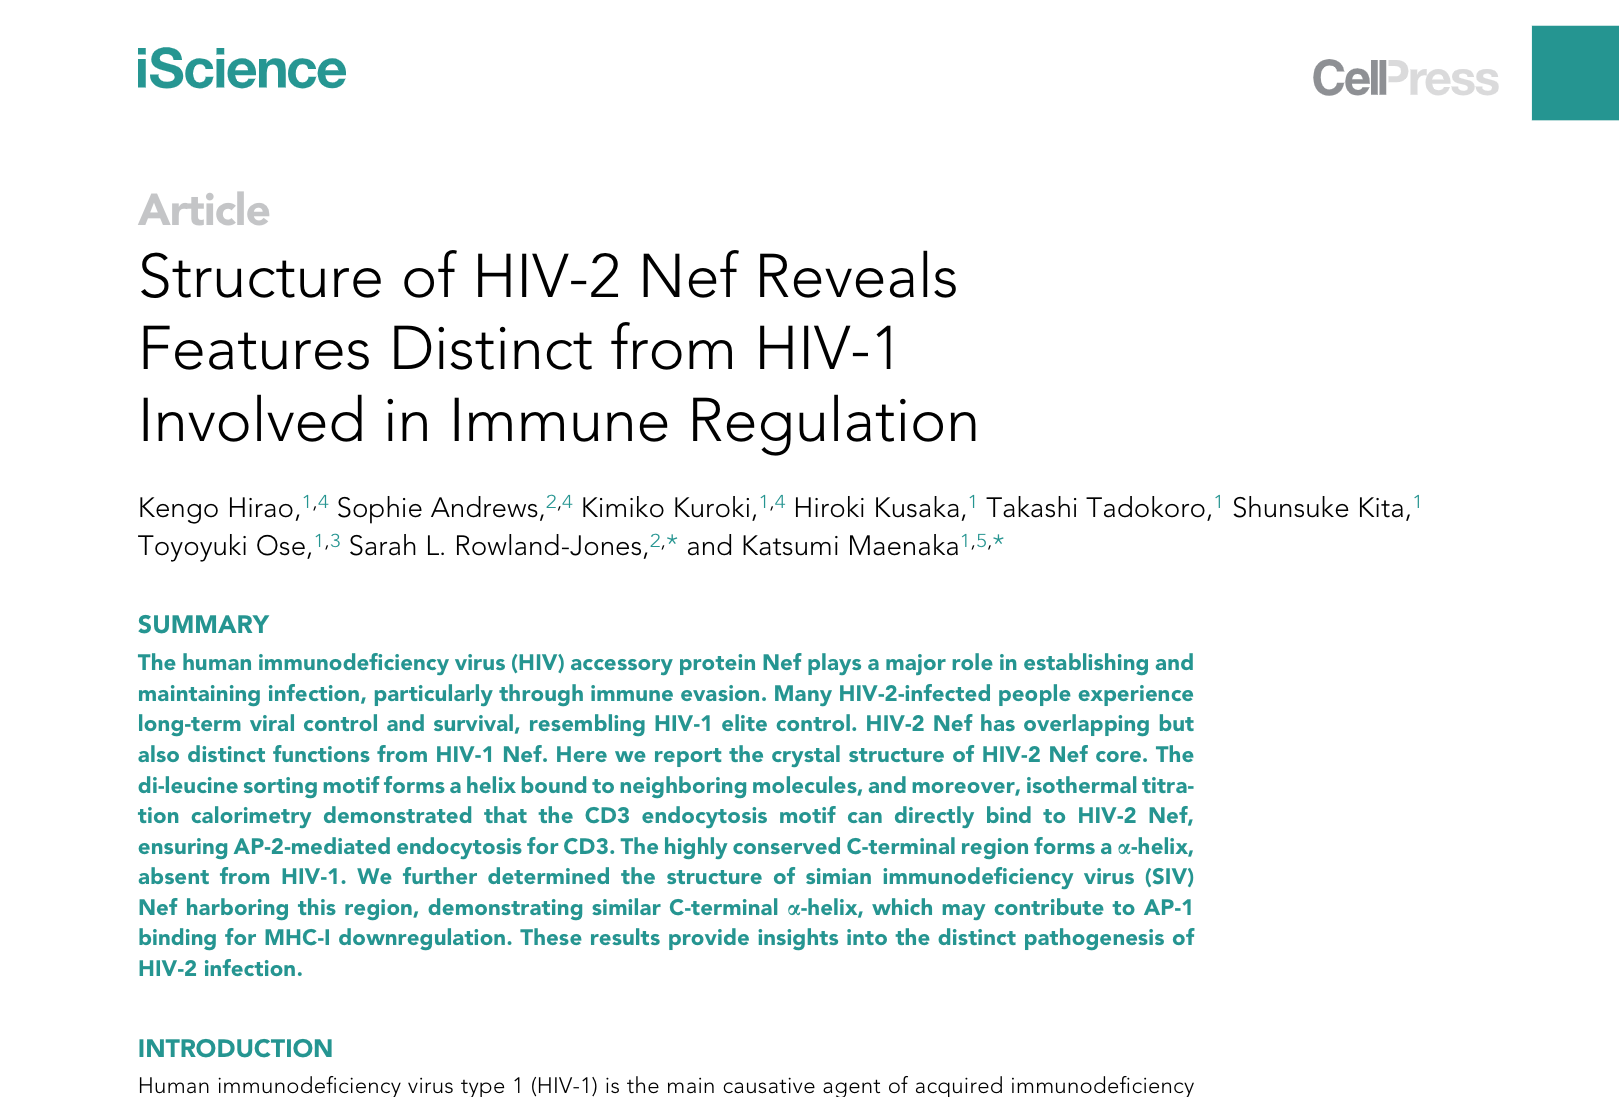 iScience
CellPress
Article
Structure of HIV-2 Nef Reveals
Features Distinct from HIV-1
Involved in Immune Regulation
Kengo Hirao,1,4 Sophie Andrews,2,4 Kimiko Kuroki,1,4 Hiroki Kusaka,1 Takashi Tadokoro,1 Shunsuke Kita,1
Toyoyuki Ose,1,3 Sarah L. Rowland-Jones,2,* and Katsumi Maenaka1,5,*
SUMMARY
The human immunodeficiency virus (HIV) accessory protein Nef plays a major role in establishing and
maintaining infection, particularly through immune evasion. Many HIV-2-infected people experience
long-term viral control and survival, resembling HIV-1 elite control. HIV-2 Nef has overlapping but
also distinct functions from HIV-1 Nef. Here we report the crystal structure of HIV-2 Nef core. The
di-leucine sorting motif forms a helix bound to neighboring molecules, and moreover, isothermal titra-
tion calorimetry demonstrated that the CD3 endocytosis motif can directly bind to HIV-2 Nef,
ensuring AP-2-mediated endocytosis for CD3. The highly conserved C-terminal region forms a α-helix,
absent from HIV-1. We further determined the structure of simian immunodeficiency virus (SIV)
Nef harboring this region, demonstrating similar C-terminal α-helix, which may contribute to AP-1
binding for MHC-I downregulation. These results provide insights into the distinct pathogenesis of
HIV-2 infection.
INTRODUCTION
Human immunodeficiency virus type 1 (HIV-1) is the main causative agent of acquired immunodeficiency